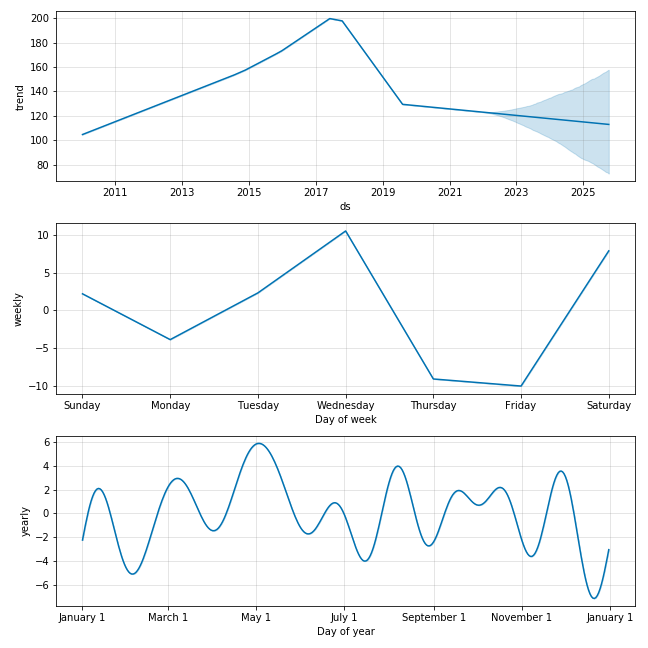 200
180
160
140
120
100
80
trend
2011 2013 2015 2017 2019 2021 2023 2025
ds
10
5
0
−5
−10
weekly
Sunday Monday Tuesday Wednesday Thursday Friday Saturday
Day of week
6
4
2
0
−2
−4
−6
yearly
January 1 March 1 May 1 July 1 September 1 November 1 January 1
Day of year